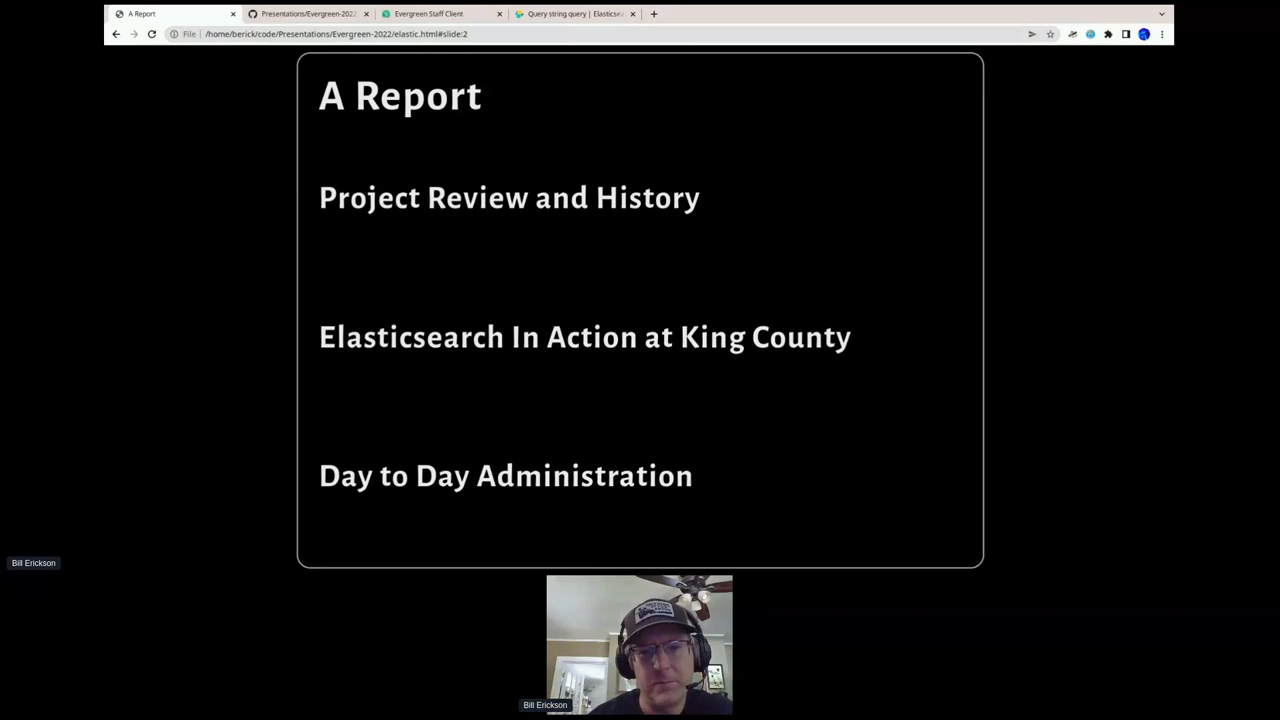 A Report
Presentations/Evergreen-2022
Evergreen Staff Client
Query string query | Elasticsea
File
/home/berick/code/Presentations/Evergreen-2022/elastic.html#slide:2
A Report
Project Review and History
Elasticsearch In Action at King County
Day to Day Administration
Bill Erickson
Bill Erickson